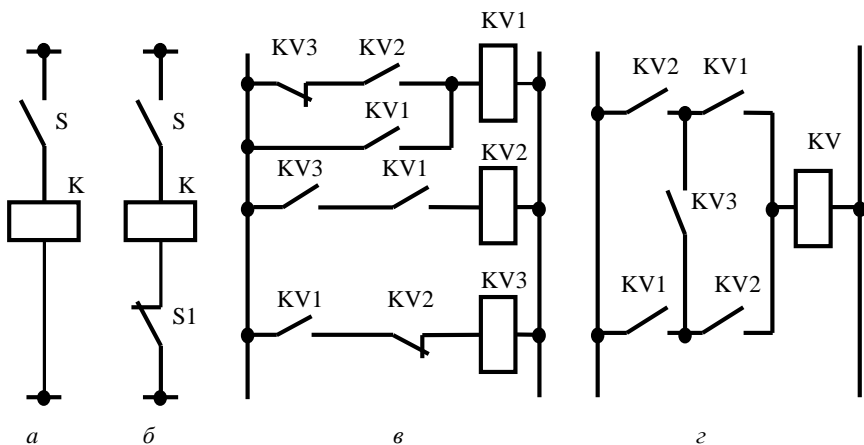 KV3 KV2 KV1
KV2 KV1
S S
KV1
KV2
KV
K K
KV3 KV1
KV3
KV3
KV1 KV2
KV1 KV2
S1
а б в г